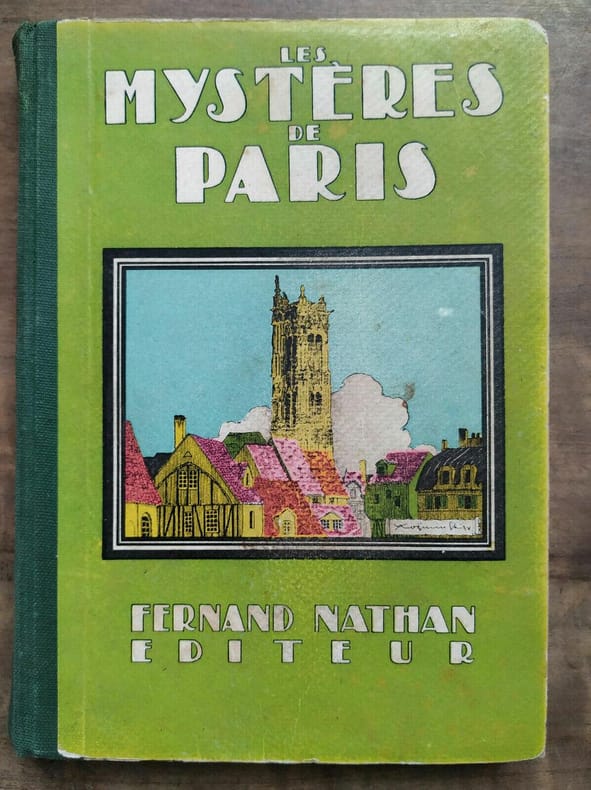 LES
MYSTÈRES
DE
PARIS
FERNAND NATHAN
EDITEUR